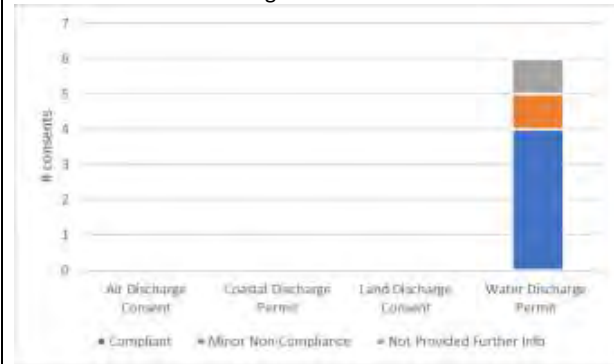 7
6
5
4
3
2
1
0
# consents
Air Discharge Consent
Coastal Discharge Permit
Land Discharge Consent
Water Discharge Permit
Compliant
Minor Non-Compliance
Not Provided Further Info